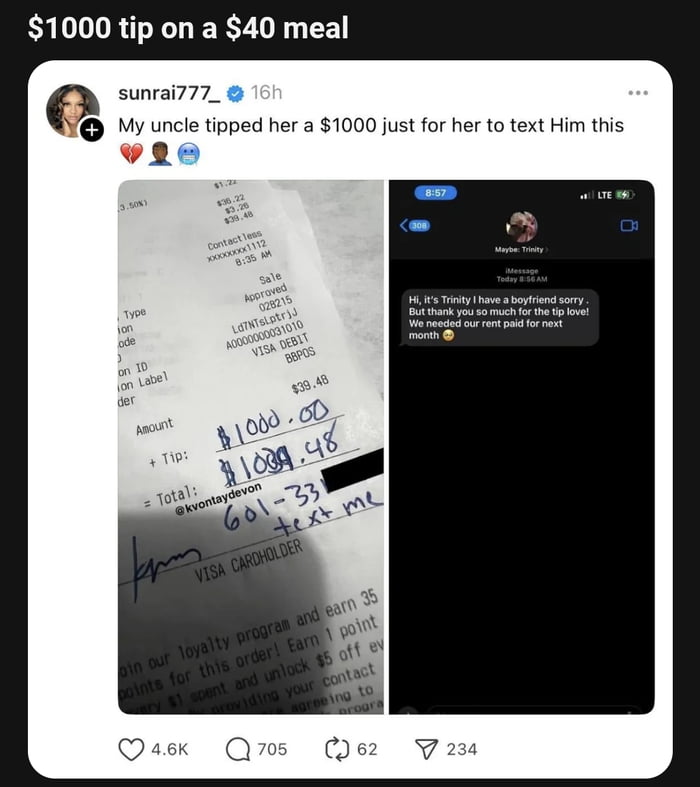 $1000 tip on a $40 meal
sunrai777_ 16h
My uncle tipped her a $1000 just for her to text Him this
💔🤦🏾‍♂️🥶
3.50%)
$1.22
$36.22
$3.26
$39.48
Contactless
XXXXXXXX1112
8:35 AM
Type
Sale
ion
Approved
ode
028215
Ld7NTsLptrjJ
on ID
A0000000031010
ion Label
VISA DEBIT
der
BBPOS
Amount
$39.48
+ Tip:
$1000.00
= Total:
$1039.48
@kvontaydevon
601-33
text me
VISA CARDHOLDER
oin our loyalty program and earn 35
points for this order! Earn 1 point
every $1 spent and unlock $5 off ev
providing your contact
agreeing to
progra
8:57
LTE
308
Maybe: Trinity
iMessage
Today 8:56 AM
Hi, it's Trinity I have a boyfriend sorry .
But thank you so much for the tip love!
We needed our rent paid for next
month 🥺
4.6K 705 62 234